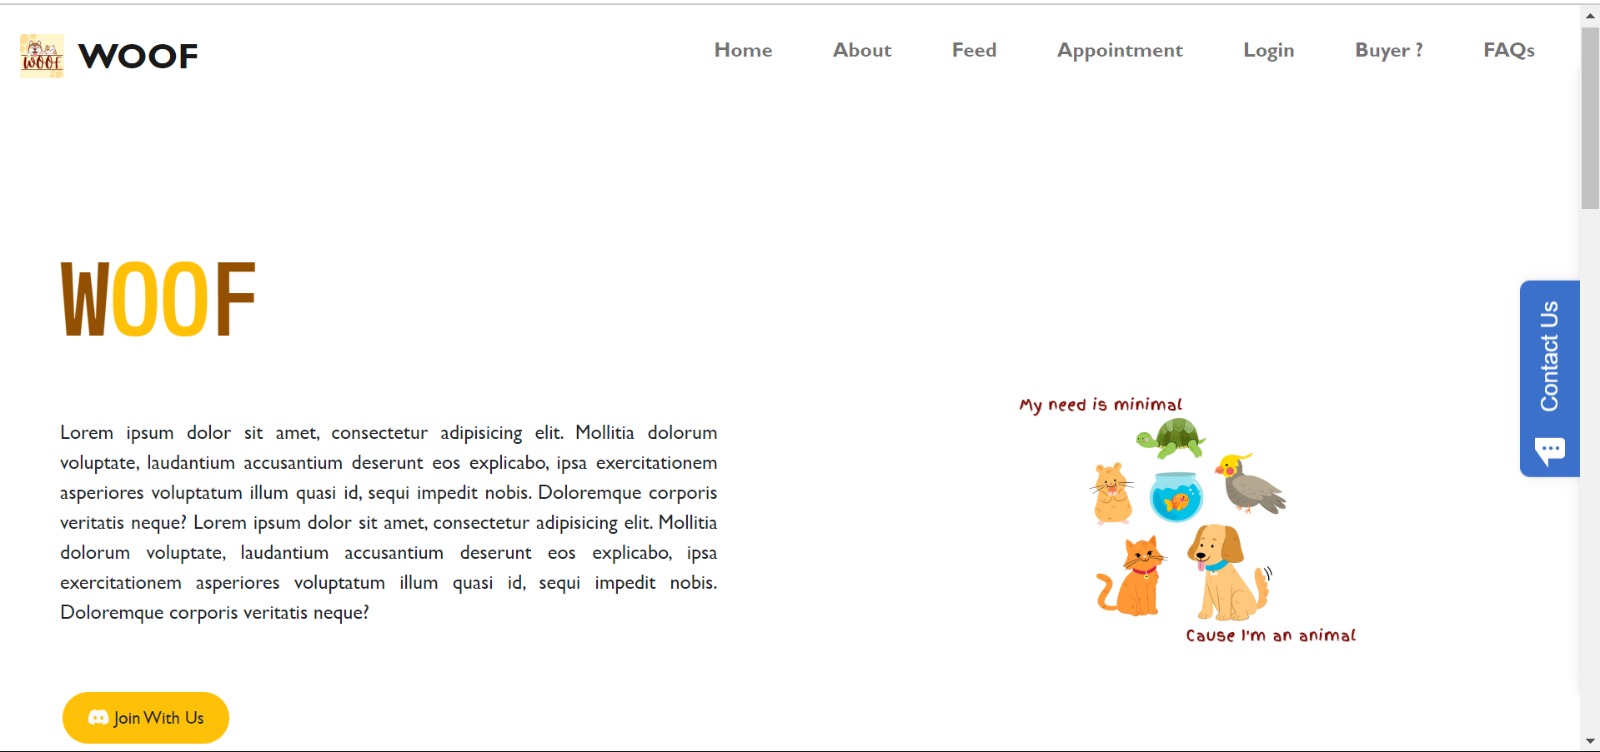 WOOF
WOOF
Home About Feed Appointment Login Buyer ? FAQs
WOOF
Lorem ipsum dolor sit amet, consectetur adipisicing elit. Mollitia dolorum
voluptate, laudantium accusantium deserunt eos explicabo, ipsa exercitationem
asperiores voluptatum illum quasi id, sequi impedit nobis. Doloremque corporis
veritatis neque? Lorem ipsum dolor sit amet, consectetur adipisicing elit. Mollitia
dolorum voluptate, laudantium accusantium deserunt eos explicabo, ipsa
exercitationem asperiores voluptatum illum quasi id, sequi impedit nobis.
Doloremque corporis veritatis neque?
Join With Us
My need is minimal
Cause I'm an animal
Contact Us